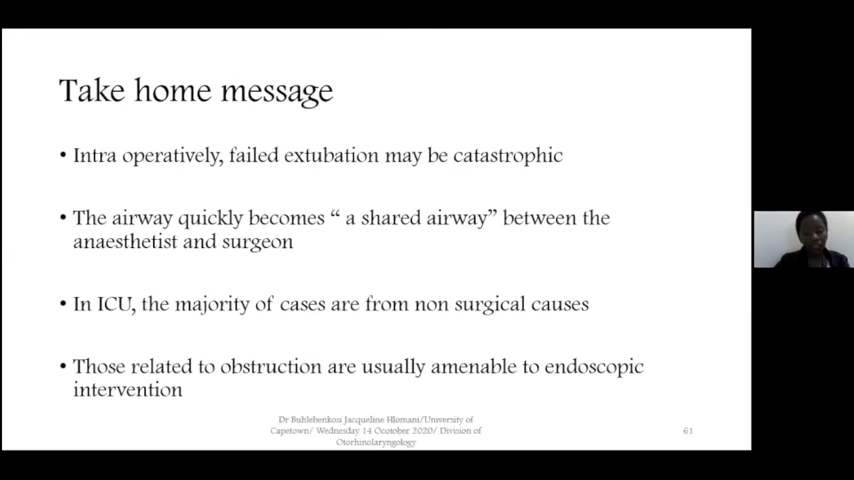 Take home message
• Intra operatively, failed extubation may be catastrophic
• The airway quickly becomes “ a shared airway” between the
anaesthetist and surgeon
• In ICU, the majority of cases are from non surgical causes
• Those related to obstruction are usually amenable to endoscopic
intervention
Dr Buhlebenkosi Jacqueline Hlomani/University of
Capetown/ Wednesday 14 Ocotober 2020/ Division of
Otorhinolaryngology
61